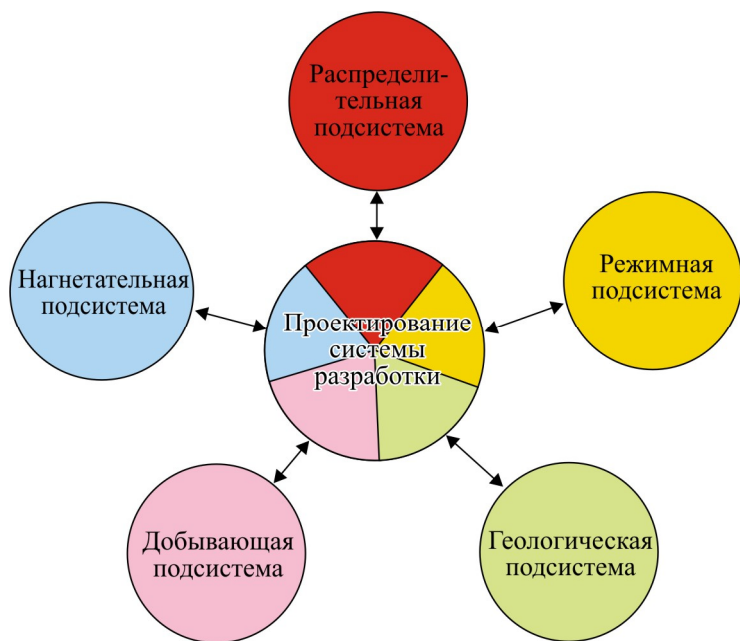 Распредели-
тельная
подсистема
Нагнетательная
подсистема
Режимная
подсистема
Проектирование
системы
разработки
Добывающая
подсистема
Геологическая
подсистема